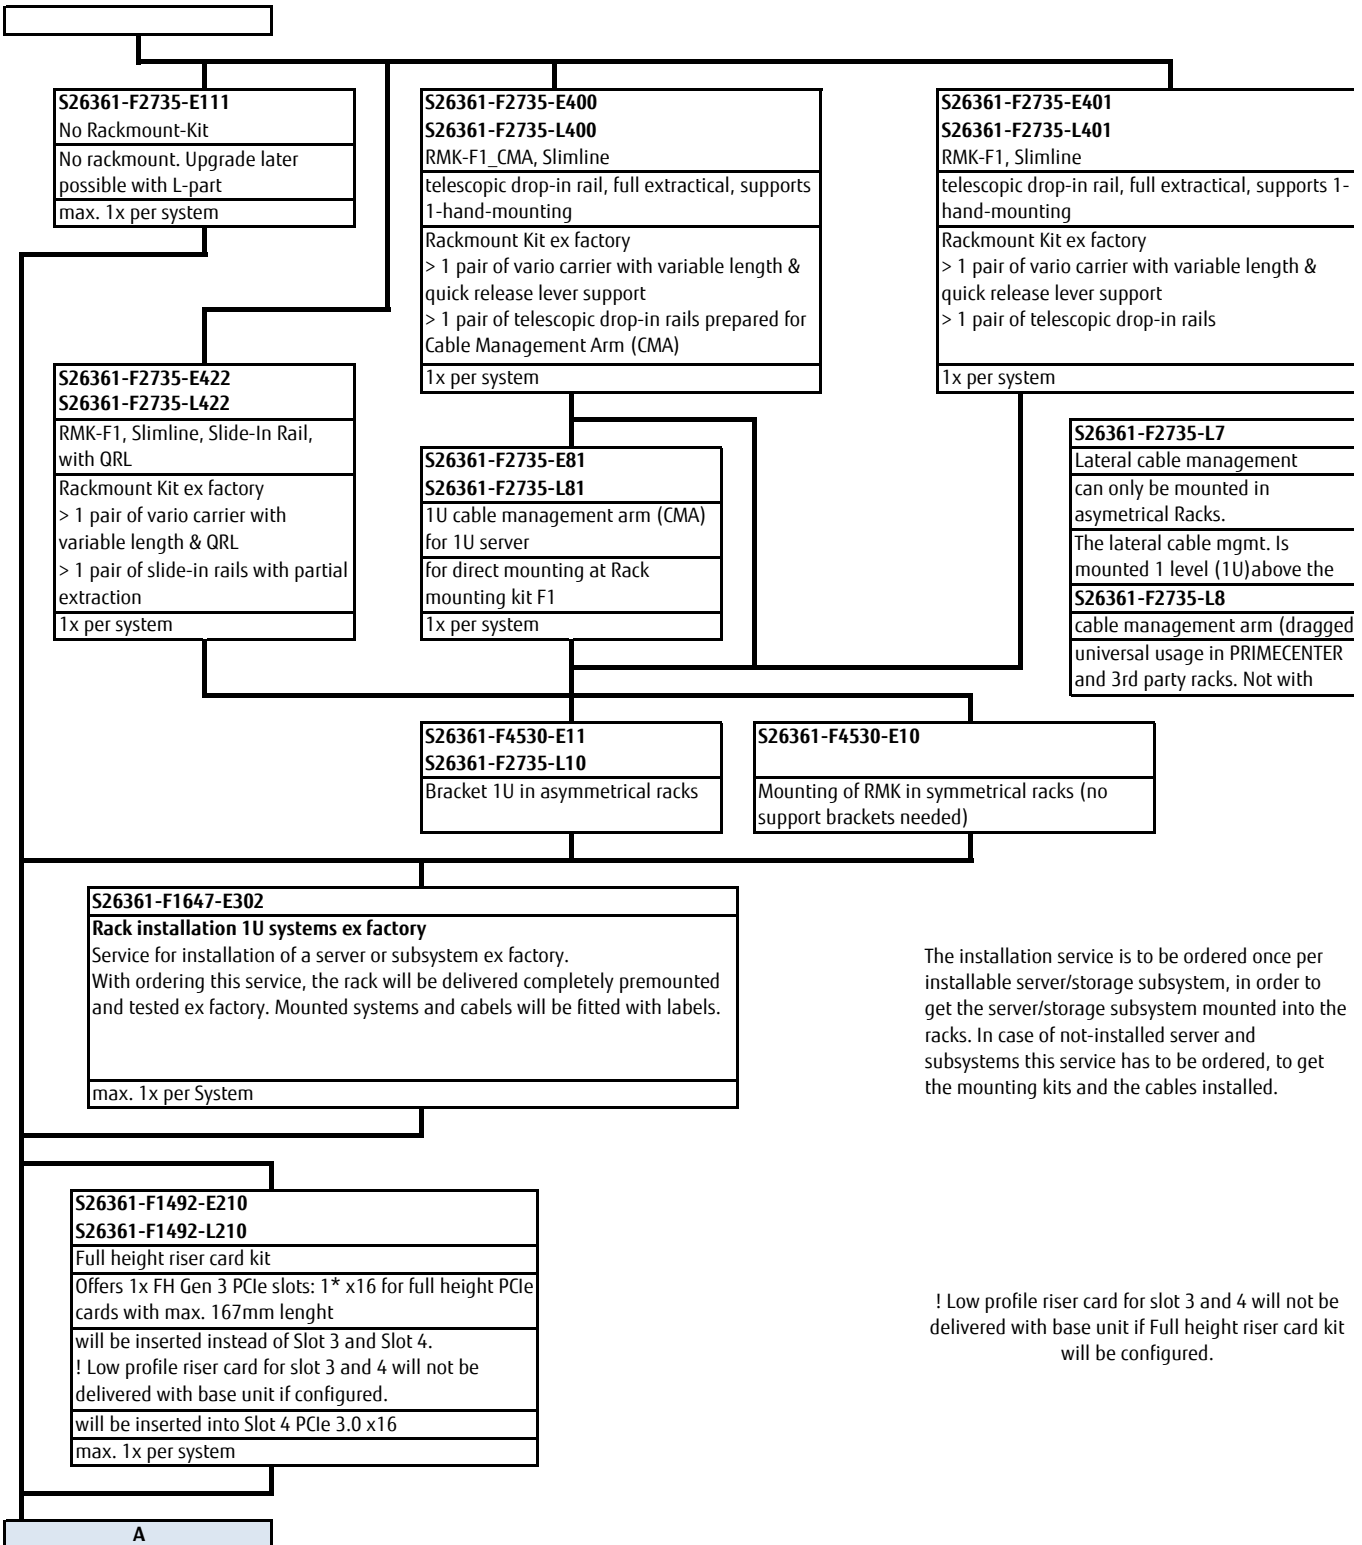 S26361-F2735-E111
No Rackmount-Kit
No rackmount. Upgrade later
possible with L-part
max. 1x per system
S26361-F2735-E400
S26361-F2735-L400
RMK-F1_CMA, Slimline
telescopic drop-in rail, full extractical, supports
1-hand-mounting
Rackmount Kit ex factory
> 1 pair of vario carrier with variable length &
quick release lever support
> 1 pair of telescopic drop-in rails prepared for
Cable Management Arm (CMA)
1x per system
S26361-F2735-E401
S26361-F2735-L401
RMK-F1, Slimline
telescopic drop-in rail, full extractical, supports 1-
hand-mounting
Rackmount Kit ex factory
> 1 pair of vario carrier with variable length &
quick release lever support
> 1 pair of telescopic drop-in rails
1x per system
S26361-F2735-E422
S26361-F2735-L422
RMK-F1, Slimline, Slide-In Rail,
with QRL
Rackmount Kit ex factory
> 1 pair of vario carrier with
variable length & QRL
> 1 pair of slide-in rails with partial
extraction
1x per system
S26361-F2735-E81
S26361-F2735-L81
1U cable management arm (CMA)
for 1U server
for direct mounting at Rack
mounting kit F1
1x per system
S26361-F2735-L7
Lateral cable management
can only be mounted in
asymetrical Racks.
The lateral cable mgmt. Is
mounted 1 level (1U)above the
S26361-F2735-L8
cable management arm (dragged
universal usage in PRIMECENTER
and 3rd party racks. Not with
S26361-F4530-E11
S26361-F2735-L10
Bracket 1U in asymmetrical racks
S26361-F4530-E10
Mounting of RMK in symmetrical racks (no
support brackets needed)
S26361-F1647-E302
Rack installation 1U systems ex factory
Service for installation of a server or subsystem ex factory.
With ordering this service, the rack will be delivered completely premounted
and tested ex factory. Mounted systems and cabels will be fitted with labels.
max. 1x per System
The installation service is to be ordered once per
installable server/storage subsystem, in order to
get the server/storage subsystem mounted into the
racks. In case of not-installed server and
subsystems this service has to be ordered, to get
the mounting kits and the cables installed.
S26361-F1492-E210
S26361-F1492-L210
Full height riser card kit
Offers 1x FH Gen 3 PCIe slots: 1* x16 for full height PCIe
cards with max. 167mm lenght
will be inserted instead of Slot 3 and Slot 4.
! Low profile riser card for slot 3 and 4 will not be
delivered with base unit if configured.
will be inserted into Slot 4 PCIe 3.0 x16
max. 1x per system
! Low profile riser card for slot 3 and 4 will not be
delivered with base unit if Full height riser card kit
will be configured.
A